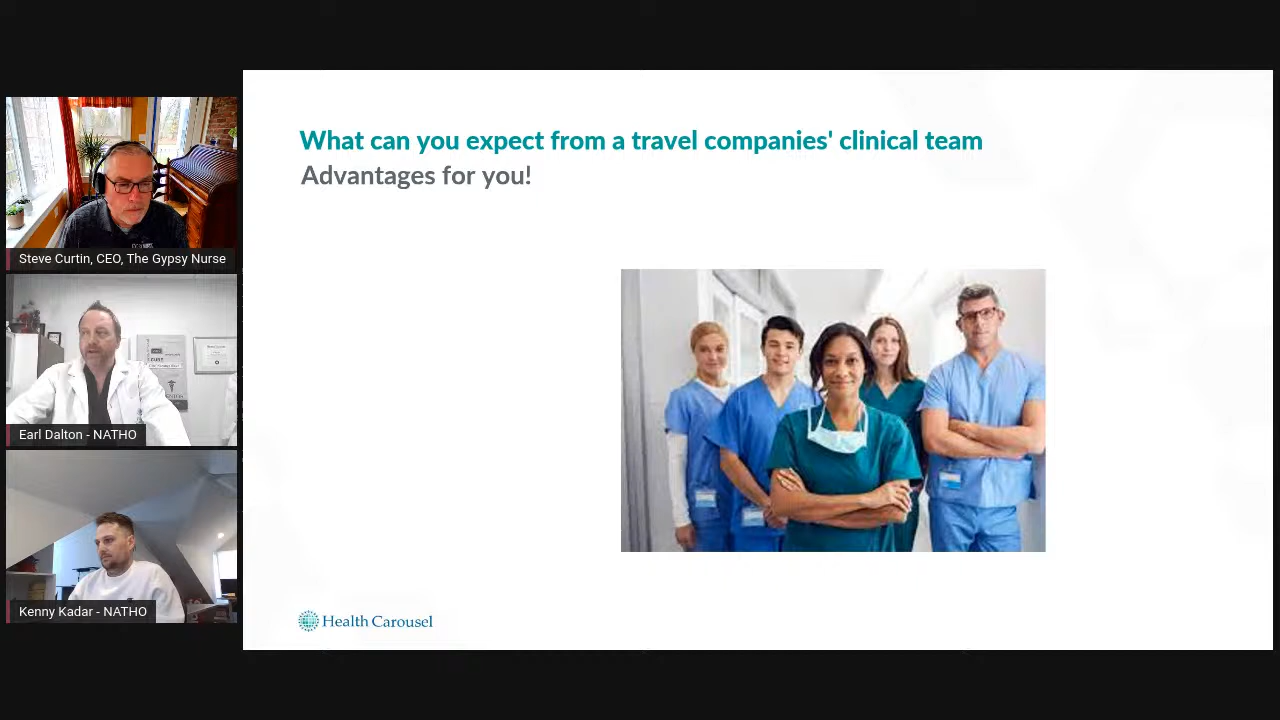 What can you expect from a travel companies' clinical team
Advantages for you!
Steve Curtin, CEO, The Gypsy Nurse
Earl Dalton - NATHO
Kenny Kadar - NATHO
Health Carousel